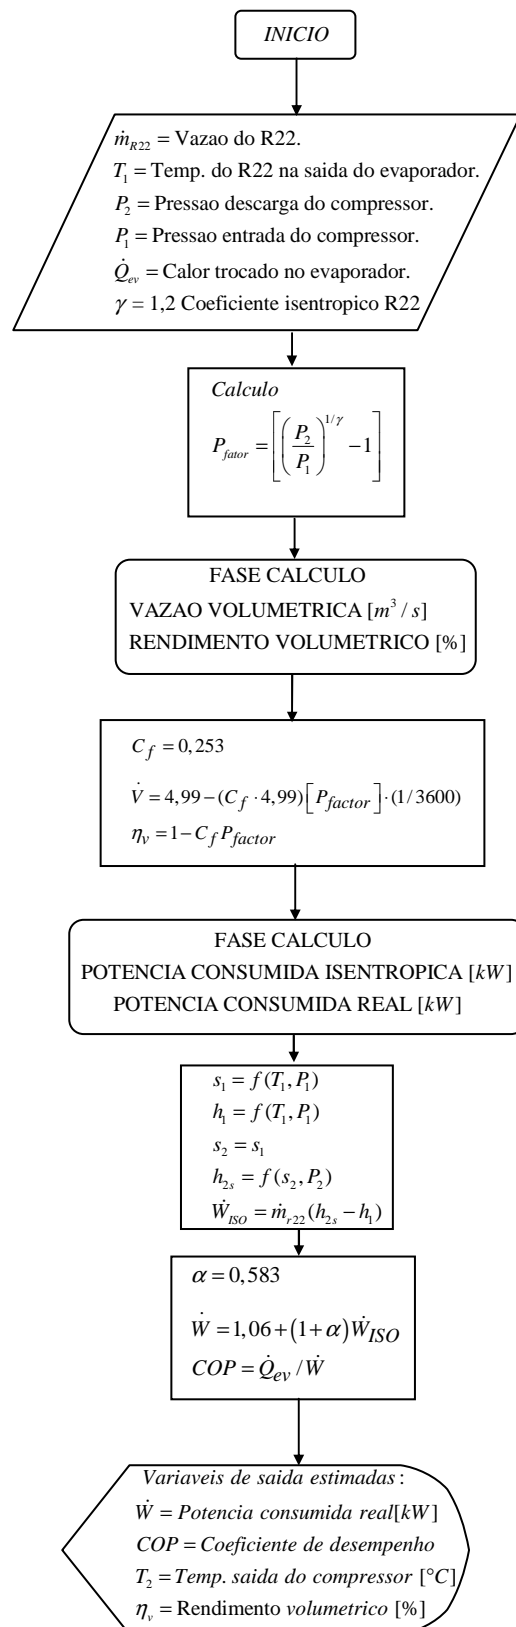 INICIO
ṁ_R22 = Vazao do R22.
T_1 = Temp. do R22 na saida do evaporador.
P_2 = Pressao descarga do compressor.
P_1 = Pressao entrada do compressor.
Q̇_ev = Calor trocado no evaporador.
γ = 1,2 Coeficiente isentropico R22
Calculo
P_fator = [(P_2/P_1)^{1/γ} − 1]
FASE CALCULO
VAZAO VOLUMETRICA [m³ / s]
RENDIMENTO VOLUMETRICO [%]
C_f = 0,253
V̇ = 4,99 − (C_f · 4,99)[P_factor] · (1/3600)
η_v = 1 − C_f P_factor
FASE CALCULO
POTENCIA CONSUMIDA ISENTROPICA [kW]
POTENCIA CONSUMIDA REAL [kW]
s_1 = f(T_1, P_1)
h_1 = f(T_1, P_1)
s_2 = s_1
h_2s = f(s_2, P_2)
Ẇ_ISO = ṁ_r22 (h_2s − h_1)
α = 0,583
Ẇ = 1,06 + (1 + α) Ẇ_ISO
COP = Q̇_ev / Ẇ
Variaveis de saida estimadas :
Ẇ = Potencia consumida real[kW]
COP = Coeficiente de desempenho
T_2 = Temp. saida do compressor [°C]
η_v = Rendimento volumetrico [%]